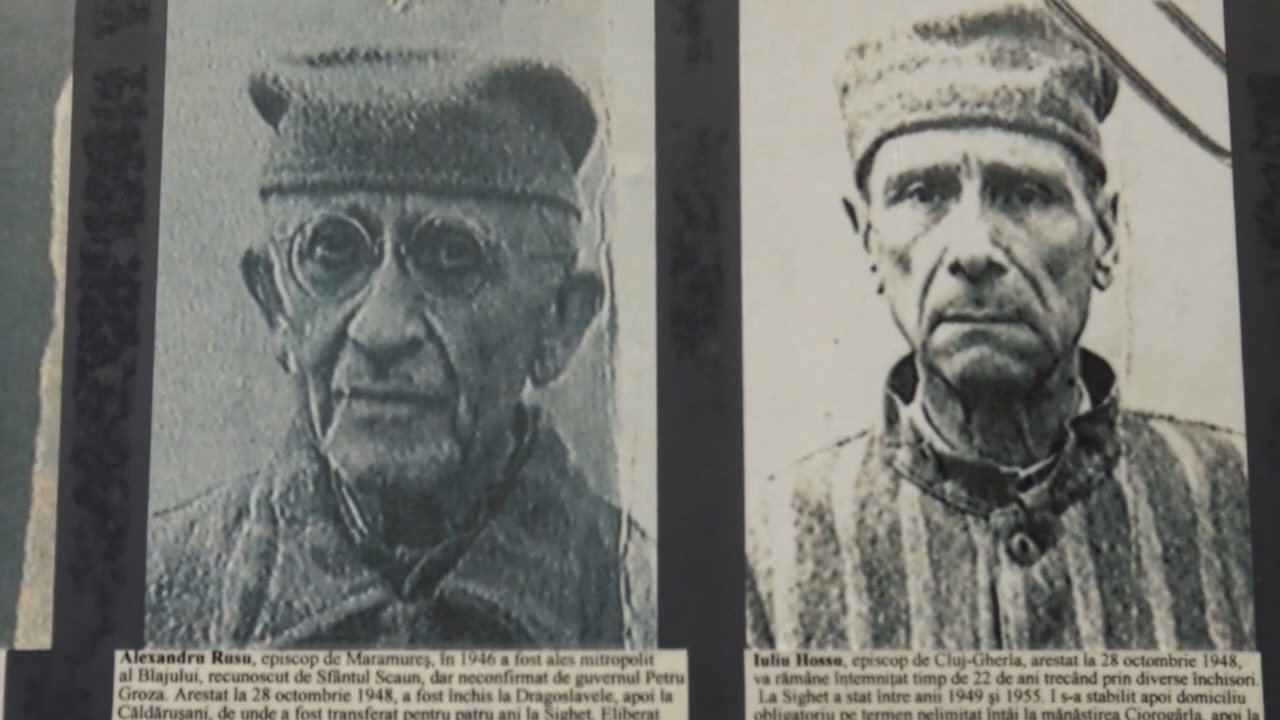 Alexandru Rusu, episcop de Maramureş, în 1946 a fost ales mitropolit
al Blajului, recunoscut de Sfântul Scaun, dar neconfirmat de guvernul Petru
Groza. Arestat la 28 octombrie 1948, a fost închis la Dragoslavele, apoi la
Căldăruşani, de unde a fost transferat pentru patru ani la Sighet. Eliberat
Iuliu Hossu, episcop de Cluj-Gherla, arestat la 28 octombrie 1948,
va rămâne întemniţat timp de 22 de ani trecând prin diverse închisori.
La Sighet a stat între anii 1949 şi 1955. I s-a stabilit apoi domiciliu
obligatoriu pe termen nelimitat întâi la mănăstirea Ciorogârla apoi la